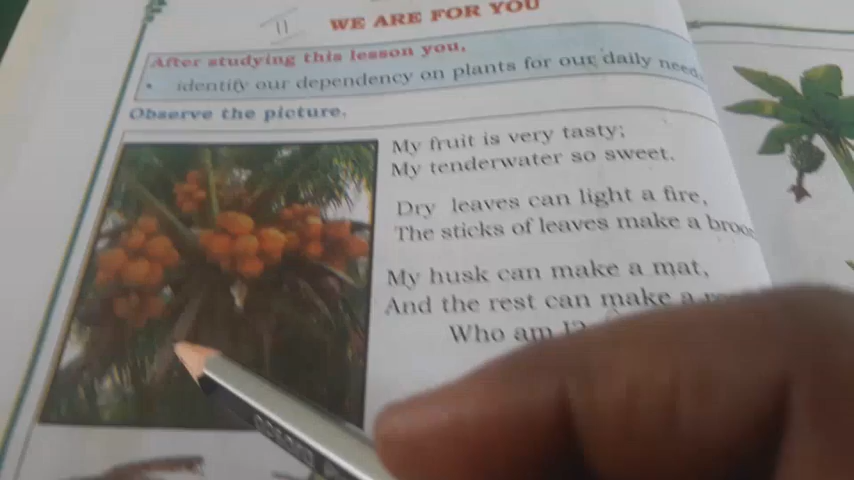 11
WE ARE FOR YOU
After studying this lesson you,
• identify our dependency on plants for our daily need
Observe the picture.
My fruit is very tasty;
My tenderwater so sweet.
Dry leaves can light a fire,
The sticks of leaves make a
My husk can make a mat,
And the rest can make a
Who am I?